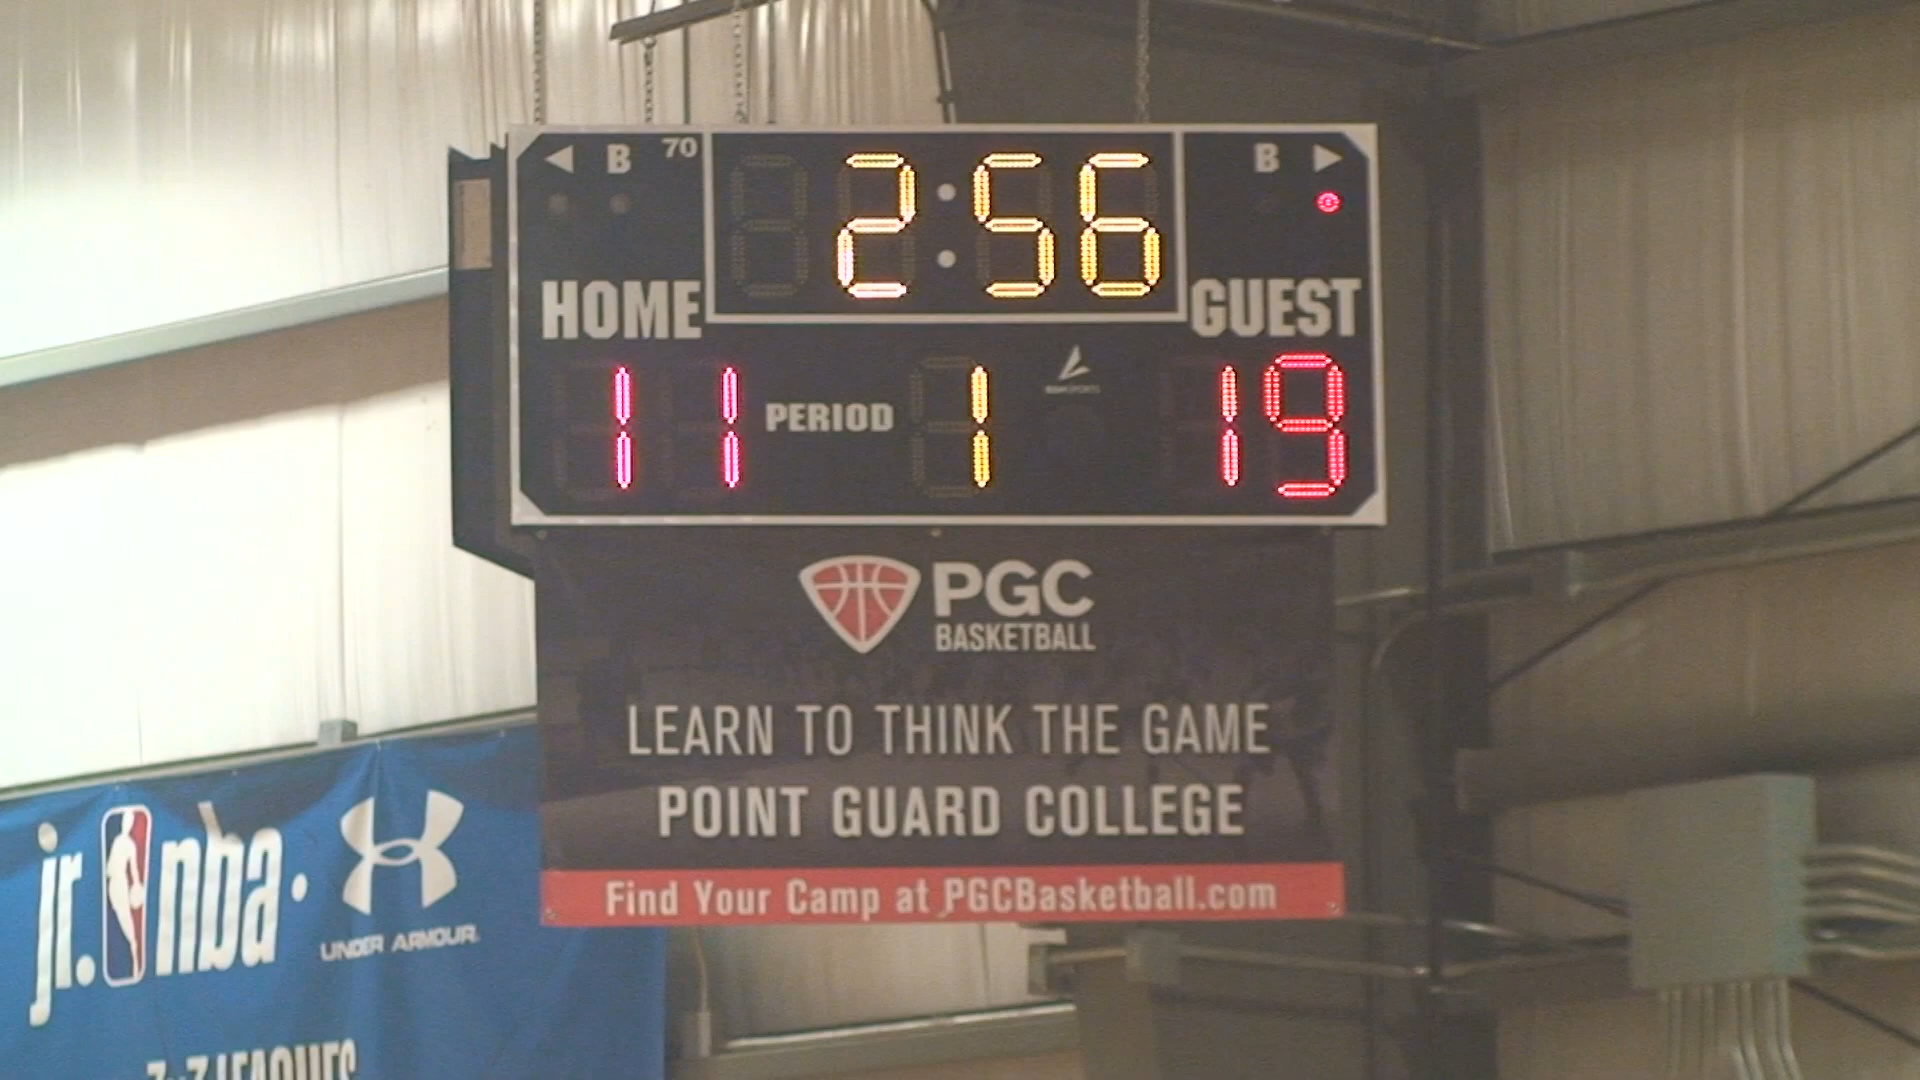 B 70 2:56 B
HOME GUEST
11 PERIOD 1 19
PGC
BASKETBALL
LEARN TO THINK THE GAME
POINT GUARD COLLEGE
Find Your Camp at PGCBasketball.com
jr. nba
UNDER ARMOUR
LEAGUES